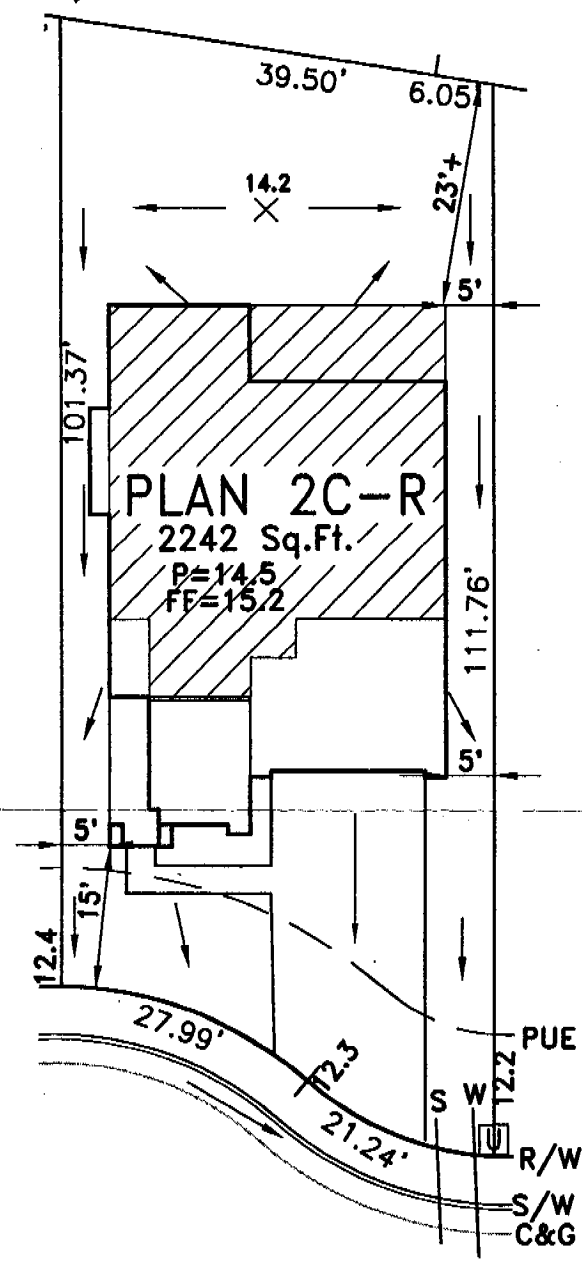 39.50'
6.05
23'+
14.2
5'
101.37'
PLAN 2C-R
2242 Sq.Ft.
P=14.5
FF=15.2
111.76'
5'
5'
15'
12.4
27.99'
12.3
PUE
12.2
S W
21.24'
U
R/W
S/W
C&G